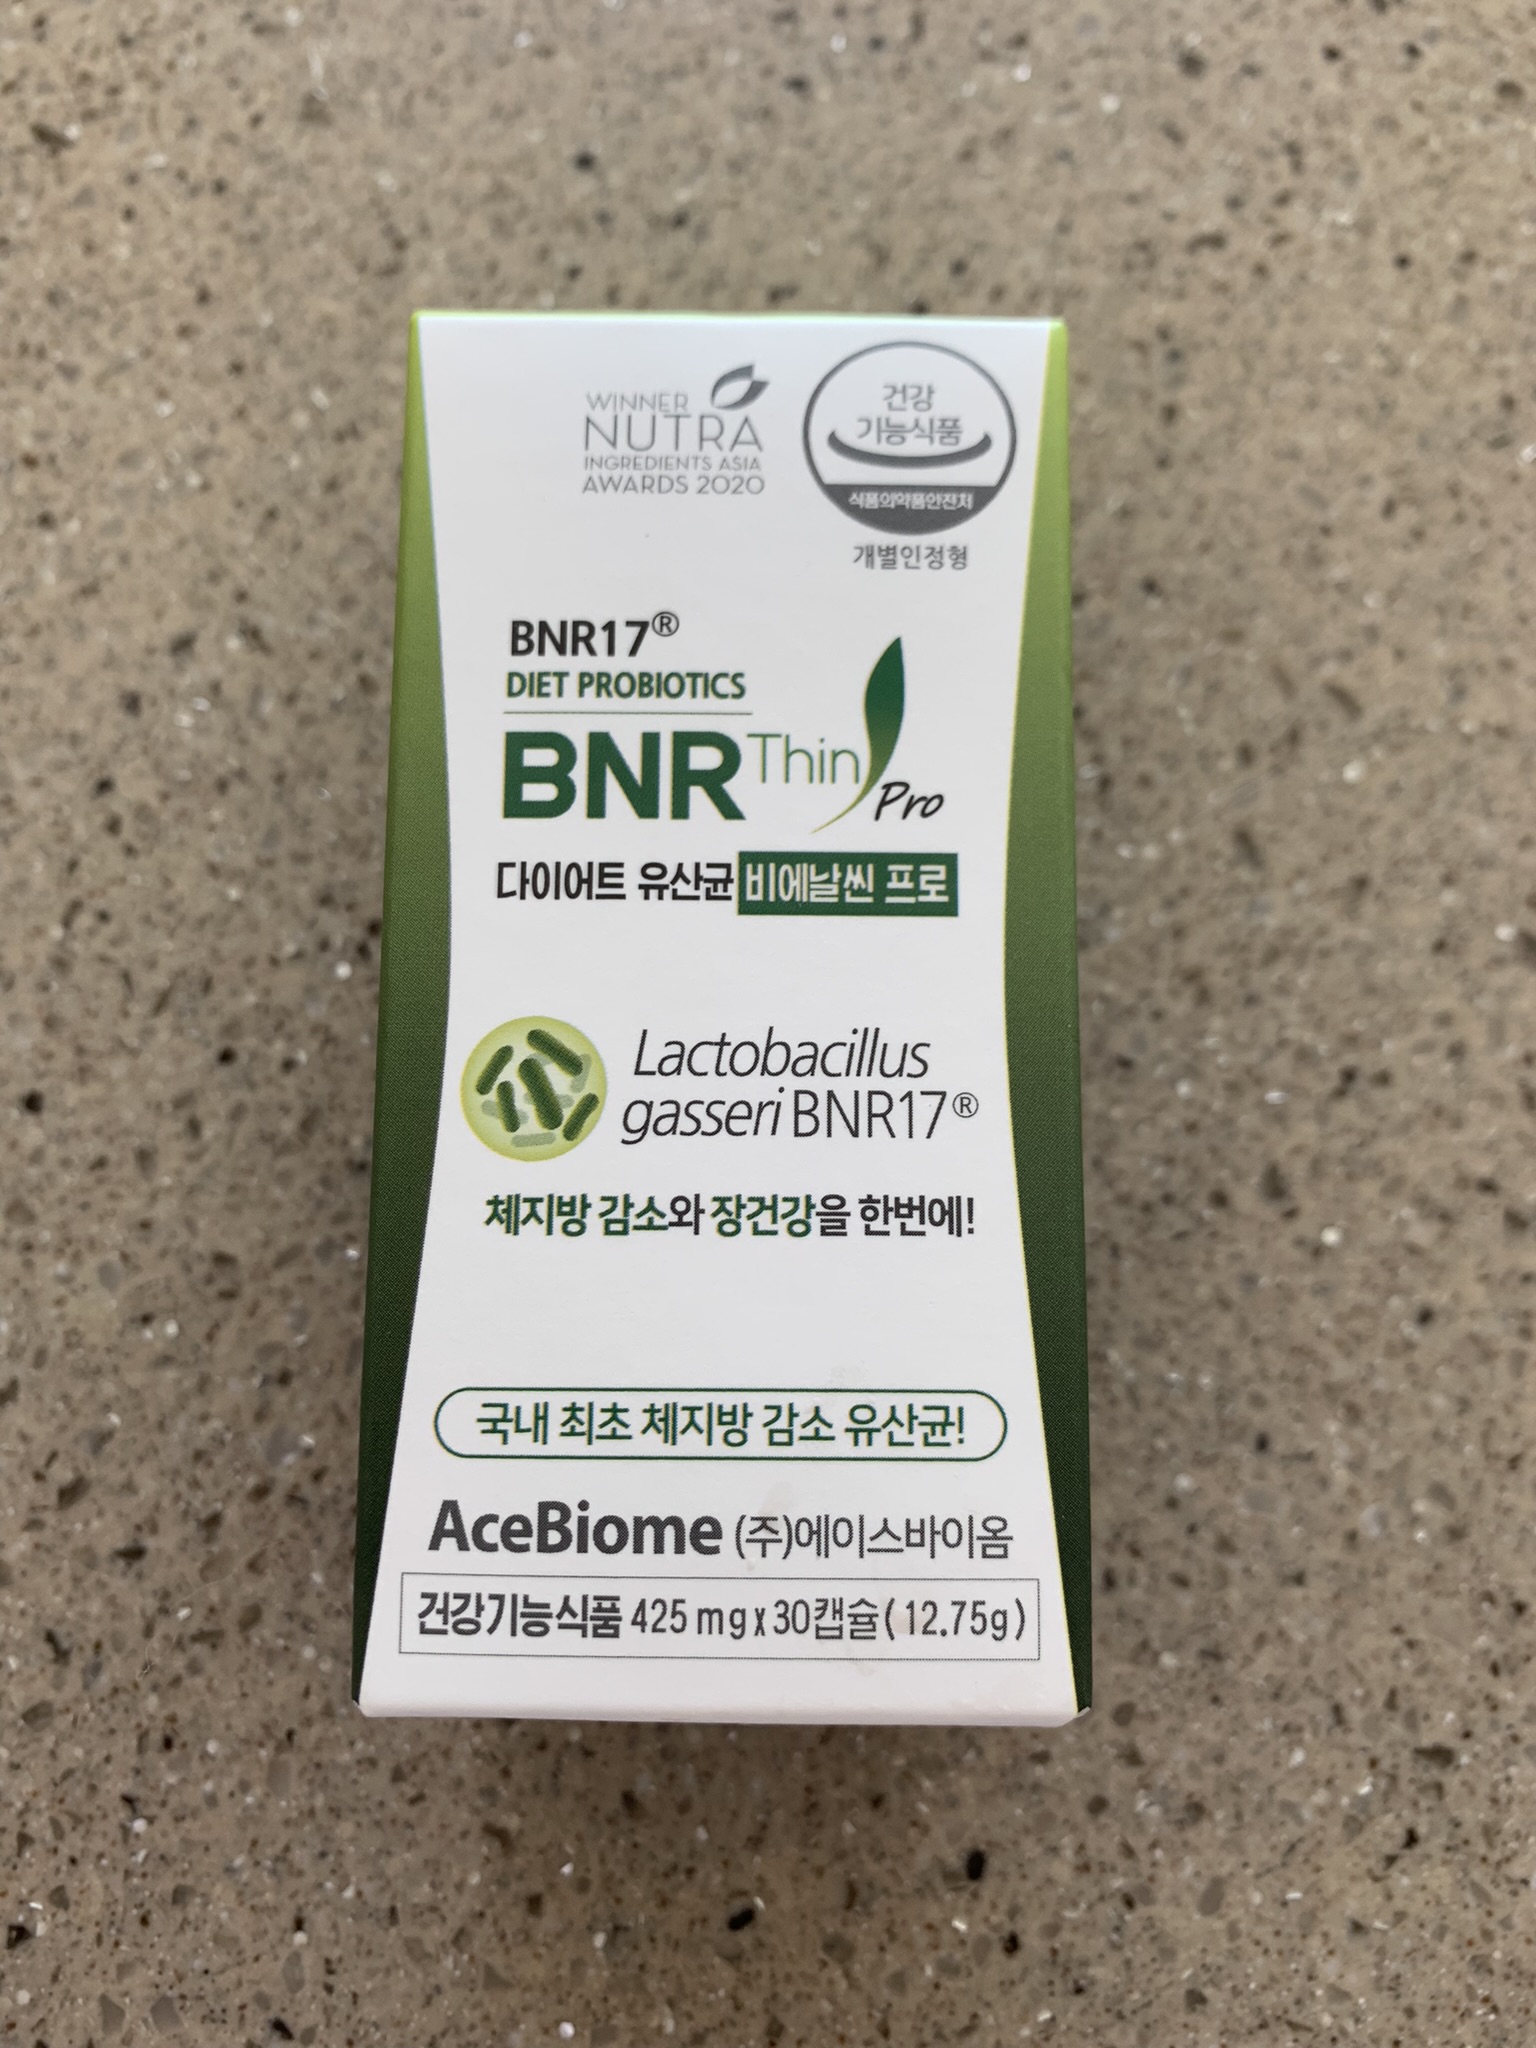 WINNER
NUTRA
INGREDIENTS ASIA
AWARDS 2020
건강
기능식품
식품의약품안전처
개별인정형
BNR17®
DIET PROBIOTICS
BNRThin Pro
다이어트 유산균 비에날씬 프로
Lactobacillus
gasseri BNR17®
체지방 감소와 장건강을 한번에!
국내 최초 체지방 감소 유산균!
AceBiome (주)에이스바이옴
건강기능식품 425 mg x 30캡슐(12.75g)